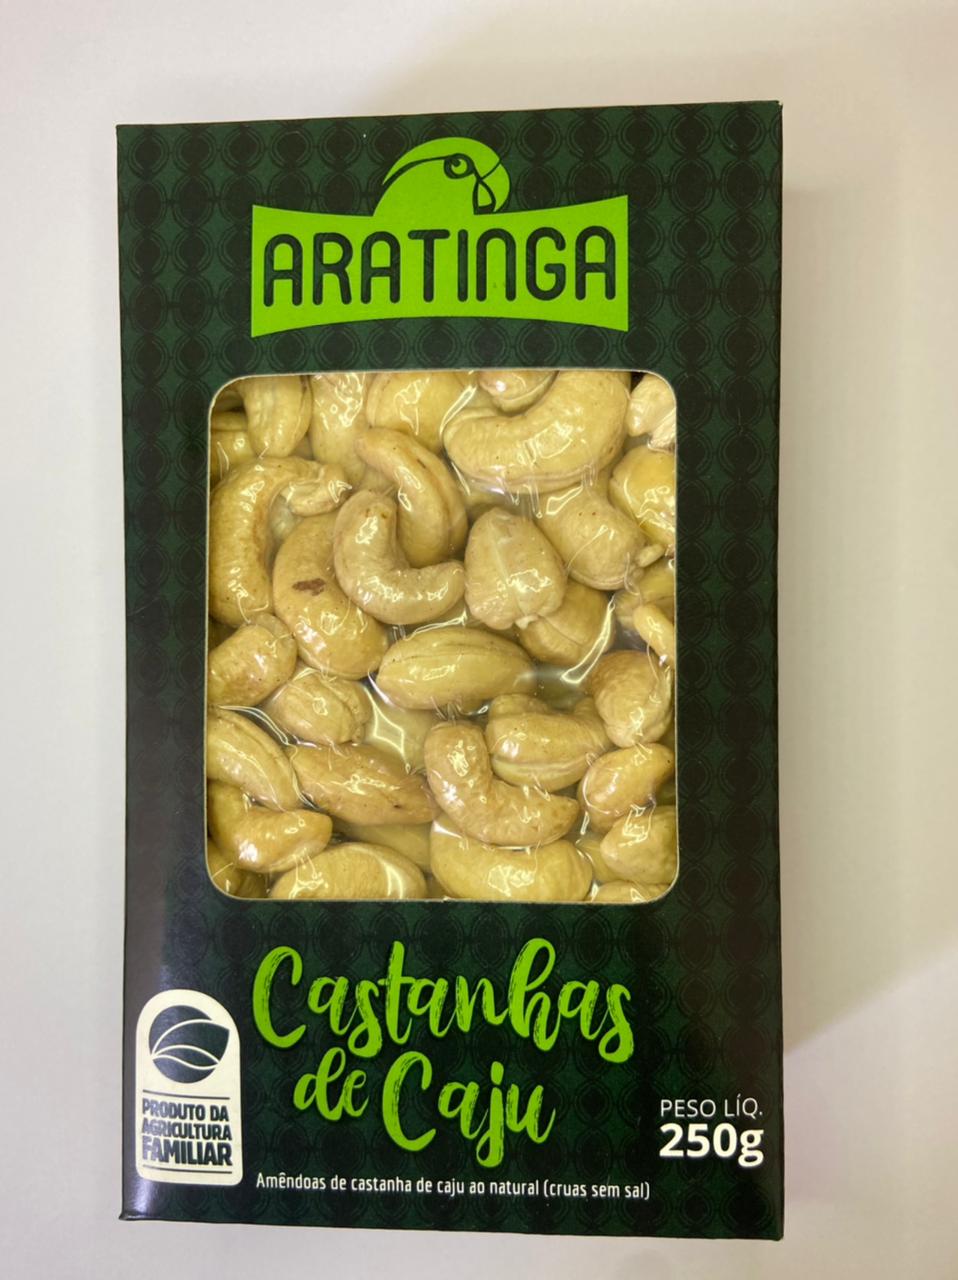 ARATINGA
Castanhas
de Caju
PRODUTO DA
AGRICULTURA
FAMILIAR
PESO LÍQ.
250g
Amêndoas de castanha de caju ao natural (cruas sem sal)